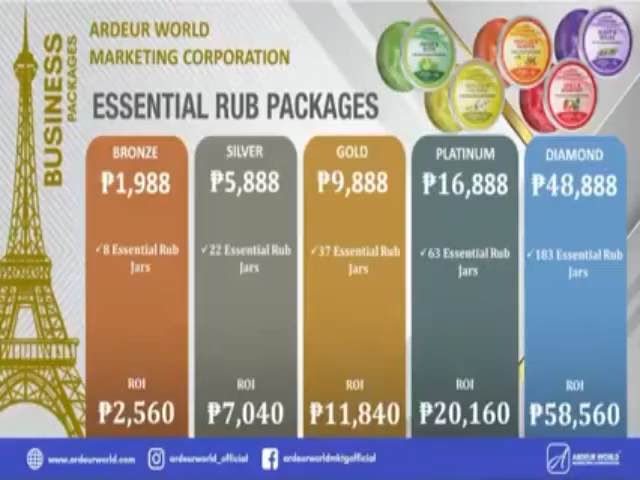 BUSINESS
PACKAGES
ARDEUR WORLD
MARKETING CORPORATION
ESSENTIAL RUB PACKAGES
BRONZE
₱1,988
✓8 Essential Rub
Jars
ROI
₱2,560
SILVER
₱5,888
✓22 Essential Rub
Jars
ROI
₱7,040
GOLD
₱9,888
✓37 Essential Rub
Jars
ROI
₱11,840
PLATINUM
₱16,888
✓63 Essential Rub
Jars
ROI
₱20,160
DIAMOND
₱48,888
✓183 Essential Rub
Jars
ROI
₱58,560
www.ardeurworld.com
ardeurworld_official
ardeurworldmktgofficial
ARDEUR WORLD